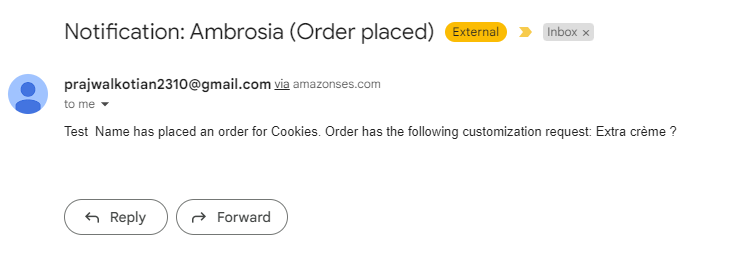 Notification: Ambrosia (Order placed) External Inbox ×
prajwalkotian2310@gmail.com via amazonses.com
to me
Test  Name has placed an order for Cookies. Order has the following customization request: Extra crème ?
Reply Forward